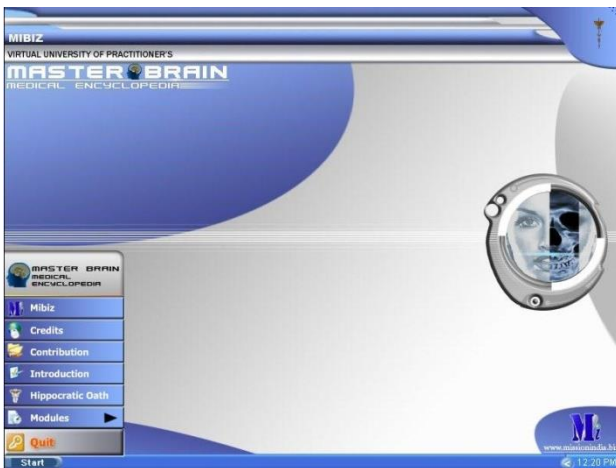 MIBIZ
VIRTUAL UNIVERSITY OF PRACTITIONER'S
MASTER BRAIN
MEDICAL ENCYCLOPEDIA
MASTER BRAIN
MEDICAL
ENCYCLOPEDIA
Mibiz
Credits
Contribution
Introduction
Hippocratic Oath
Modules
Quit
Start
12:20 PM